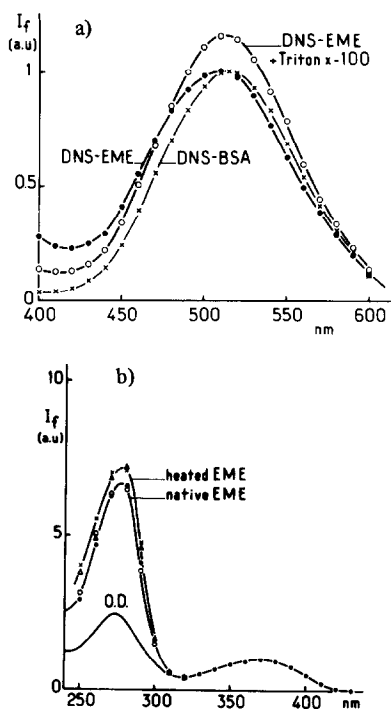 a)
I_f
(a.u)
DNS-EME
+Triton x-100
1
DNS-EME
DNS-BSA
0.5
0
400
450
500
550
600
nm
b)
10
I_f
(a.u)
heated EME
native EME
5
O.D.
0
250
300
350
400
nm